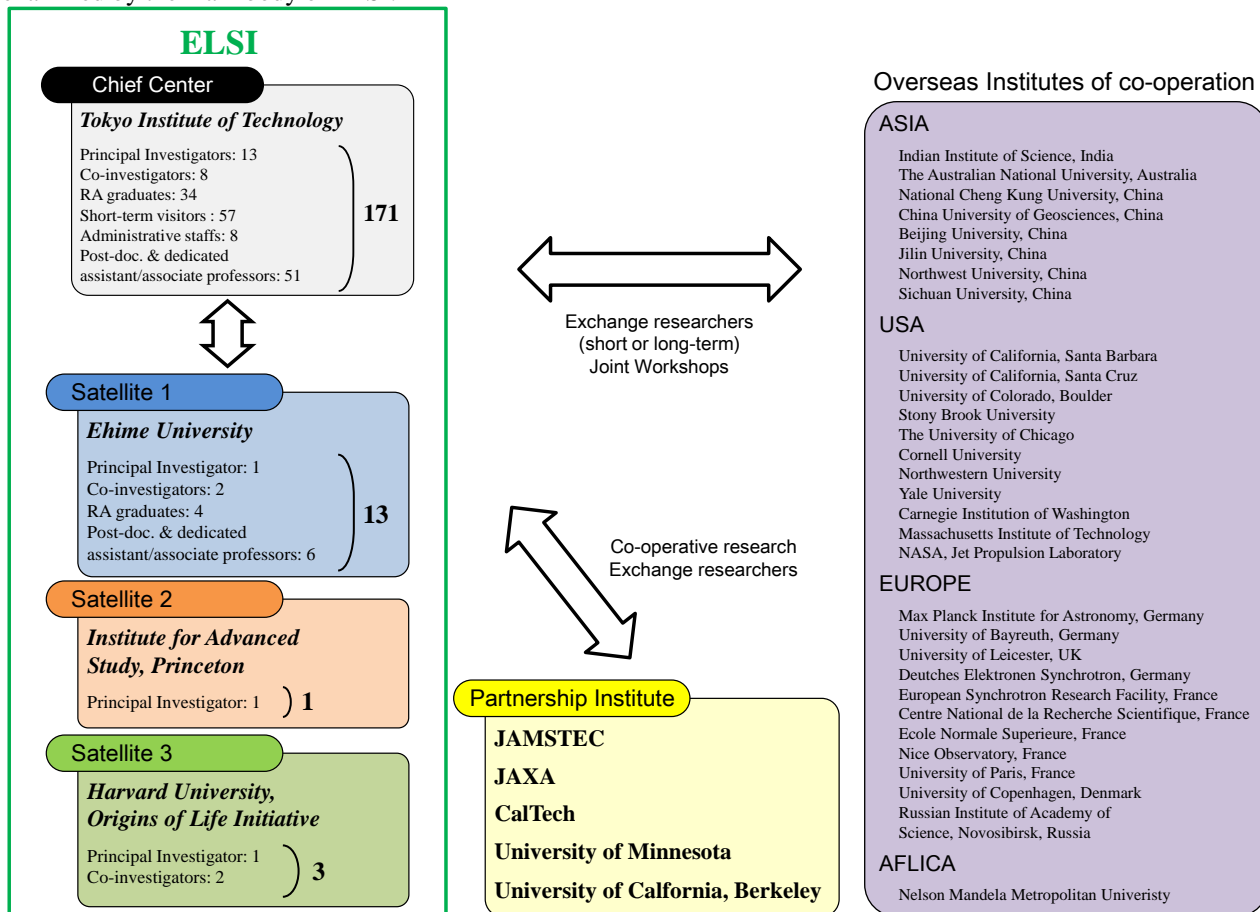 ELSI
Chief Center
Tokyo Institute of Technology
Principal Investigators: 13
Co-investigators: 8
RA graduates: 34
Short-term visitors : 57
Administrative staffs: 8
Post-doc. & dedicated
assistant/associate professors: 51
171
Satellite 1
Ehime University
Principal Investigator: 1
Co-investigators: 2
RA graduates: 4
Post-doc. & dedicated
assistant/associate professors: 6
13
Satellite 2
Institute for Advanced
Study, Princeton
Principal Investigator: 1
1
Satellite 3
Harvard University,
Origins of Life Initiative
Principal Investigator: 1
Co-investigators: 2
3
Exchange researchers
(short or long-term)
Joint Workshops
Co-operative research
Exchange researchers
Partnership Institute
JAMSTEC
JAXA
CalTech
University of Minnesota
University of Calfornia, Berkeley
Overseas Institutes of co-operation
ASIA
Indian Institute of Science, India
The Australian National University, Australia
National Cheng Kung University, China
China University of Geosciences, China
Beijing University, China
Jilin University, China
Northwest University, China
Sichuan University, China
USA
University of California, Santa Barbara
University of California, Santa Cruz
University of Colorado, Boulder
Stony Brook University
The University of Chicago
Cornell University
Northwestern University
Yale University
Carnegie Institution of Washington
Massachusetts Institute of Technology
NASA, Jet Propulsion Laboratory
EUROPE
Max Planck Institute for Astronomy, Germany
University of Bayreuth, Germany
University of Leicester, UK
Deutches Elektronen Synchrotron, Germany
European Synchrotron Research Facility, France
Centre National de la Recherche Scientifique, France
Ecole Normale Superieure, France
Nice Observatory, France
University of Paris, France
University of Copenhagen, Denmark
Russian Institute of Academy of
Science, Novosibirsk, Russia
AFLICA
Nelson Mandela Metropolitan Univeristy